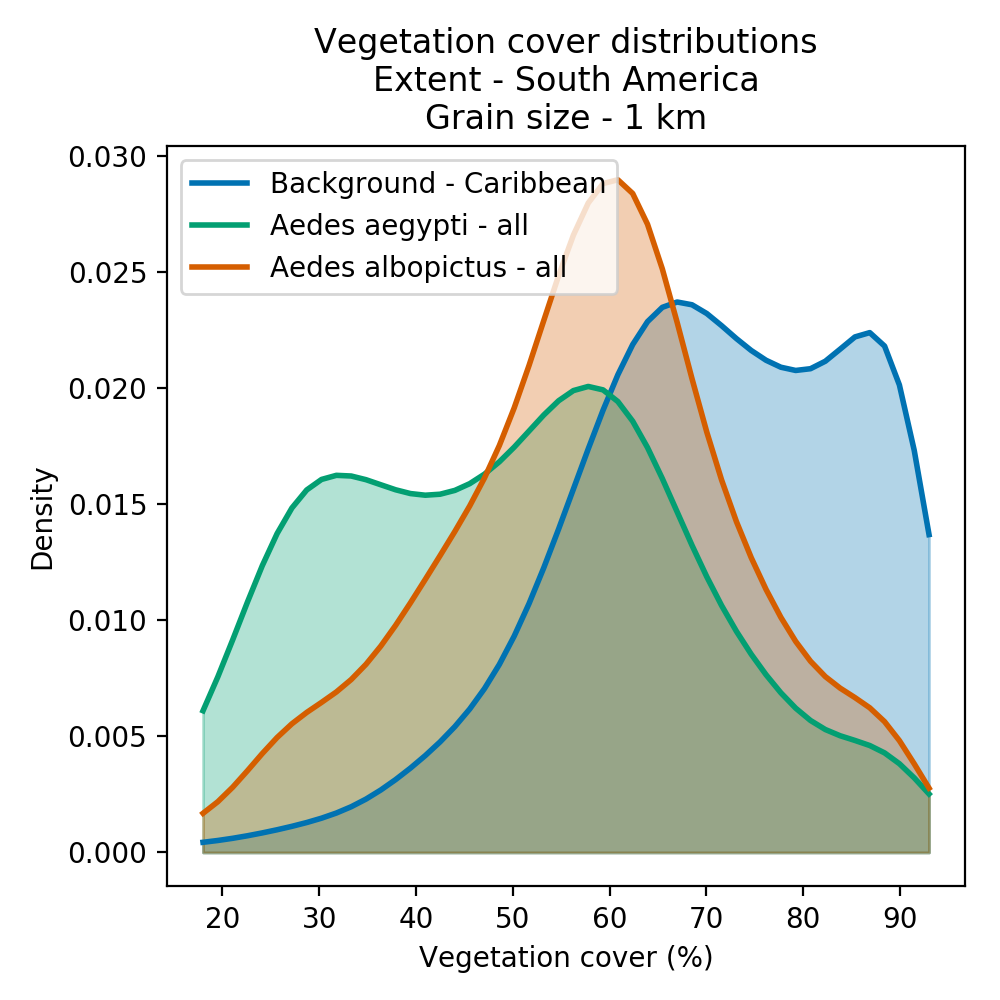 Vegetation cover distributions
Extent - South America
Grain size - 1 km
Background - Caribbean
Aedes aegypti - all
Aedes albopictus - all
0.030
0.025
0.020
0.015
0.010
0.005
0.000
Density
20 30 40 50 60 70 80 90
Vegetation cover (%)